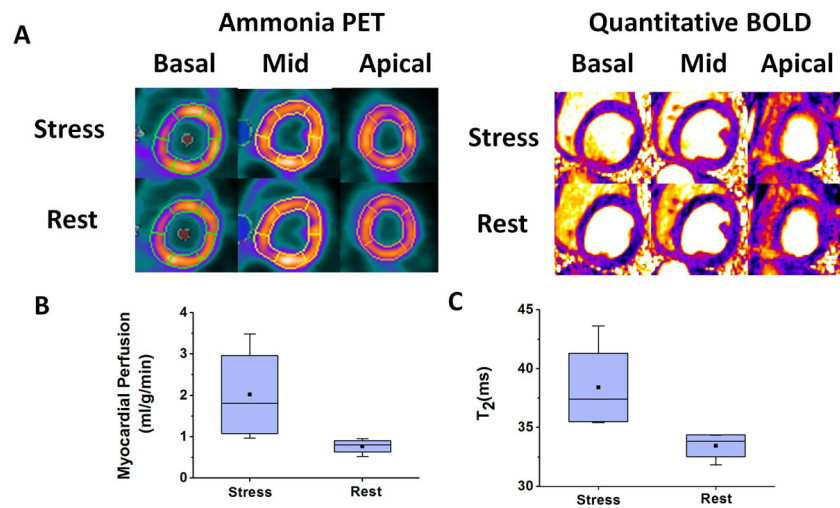 A
Ammonia PET
Quantitative BOLD
Basal Mid Apical
Basal Mid Apical
Stress
Stress
Rest
Rest
B
Myocardial Perfusion
(ml/g/min)
4
3
2
1
0
Stress Rest
C
T2(ms)
45
40
35
30
Stress Rest